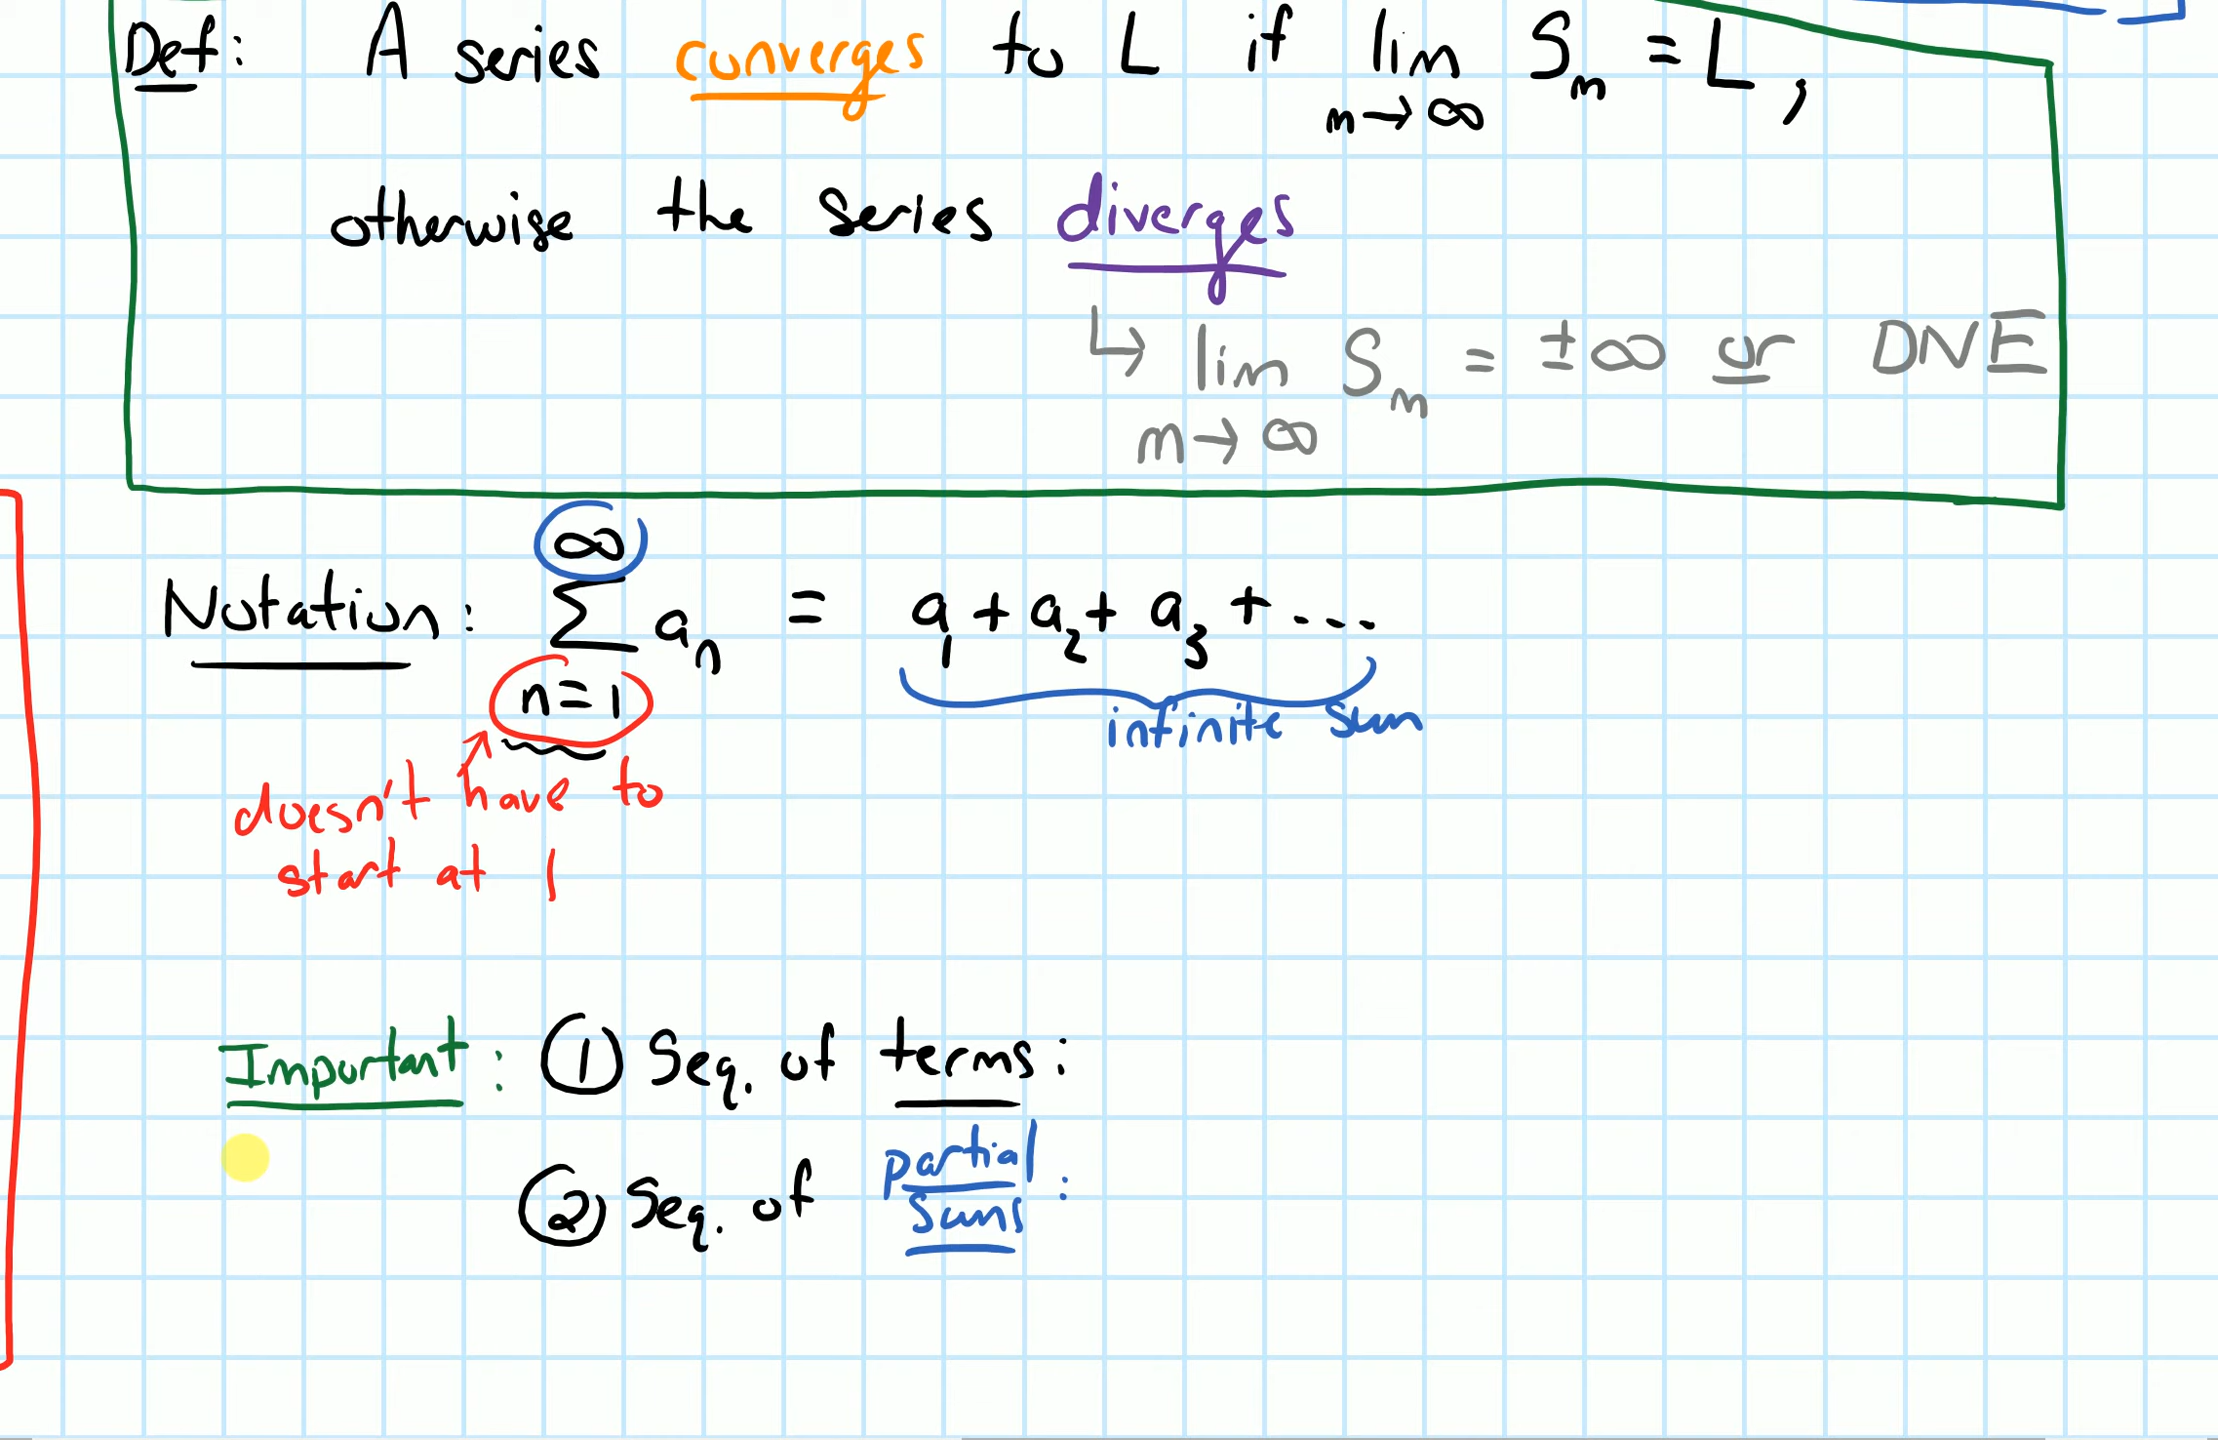 Def: A series converges to L if lim S_m = L,
m→∞
otherwise the series diverges
↳ lim S_m = ±∞ or DNE
m→∞
∞
Notation: Σ a_n = a_1 + a_2 + a_3 + ...
n=1
infinite sum
doesn't have to
start at 1
Important: ① Seq. of terms:
② Seq. of partial sums: